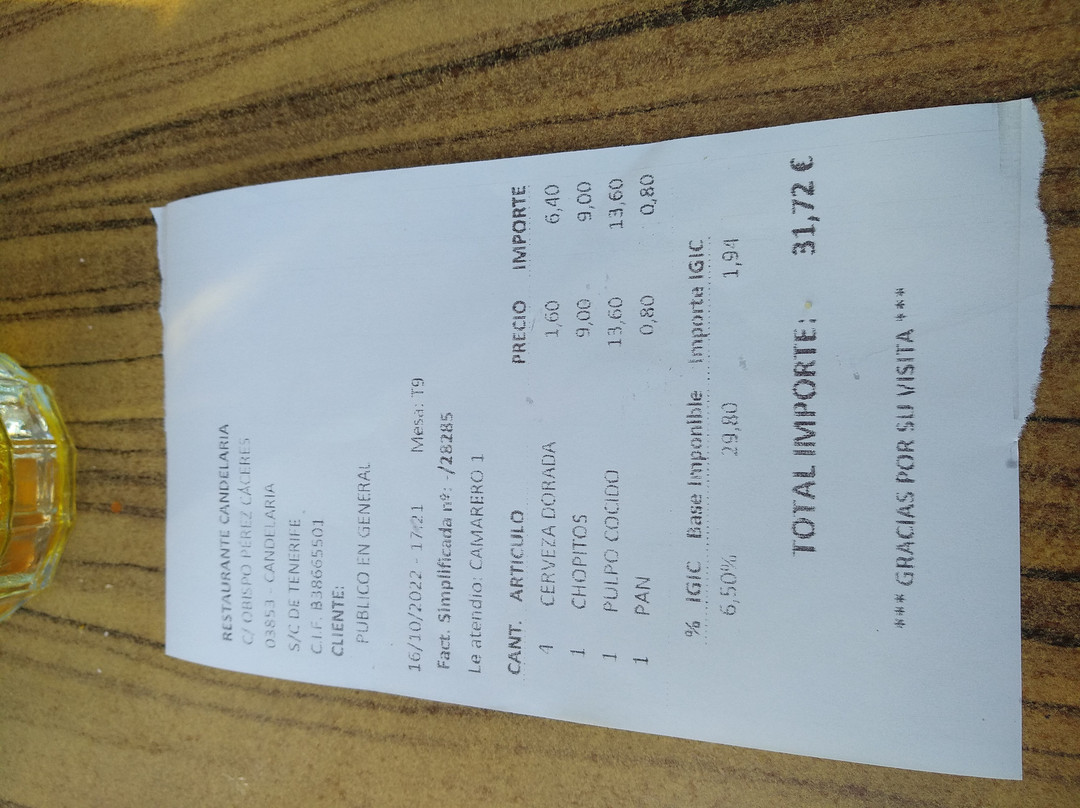 RESTAURANTE CANDELARIA
C/ OBISPO PÉREZ CÁCERES
03853 - CANDELARIA
S/C DE TENERIFE
C.I.F. B38665501
CLIENTE:
PUBLICO EN GENERAL
16/10/2022 - 17:21 Mesa: T9
Fact. Simplificada nº: -/28285
Le atendio: CAMARERO 1
CANT. ARTICULO PRECIO IMPORTE
4 CERVEZA DORADA 1,60 6,40
1 CHOPITOS 9,00 9,00
1 PULPO COCIDO 13,60 13,60
1 PAN 0,80 0,80
% IGIC Base Imponible Importe IGIC
6,50% 29,80 1,94
TOTAL IMPORTE: 31,72 €
*** GRACIAS POR SU VISITA ***